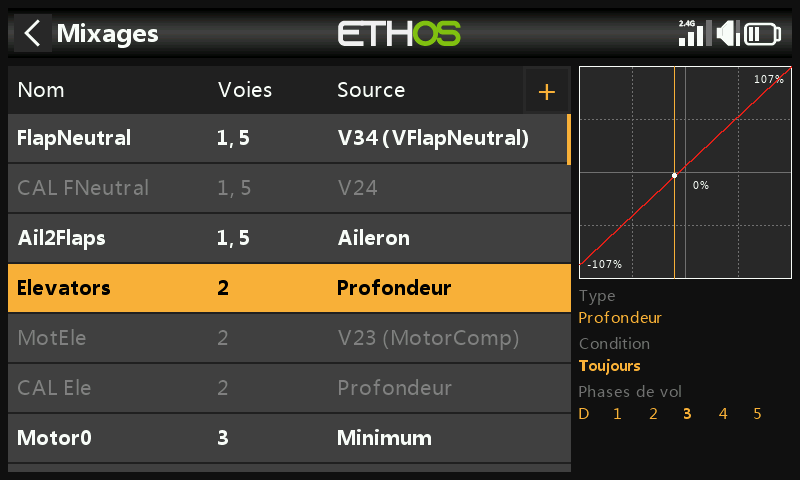 Mixages
ETHOS
2.4G
Nom Voies Source +
FlapNeutral 1, 5 V34 (VFlapNeutral)
CAL FNeutral 1, 5 V24
Ail2Flaps 1, 5 Aileron
Elevators 2 Profondeur
MotEle 2 V23 (MotorComp)
CAL Ele 2 Profondeur
Motor0 3 Minimum
107%
0%
-107%
Type
Profondeur
Condition
Toujours
Phases de vol
D 1 2 3 4 5